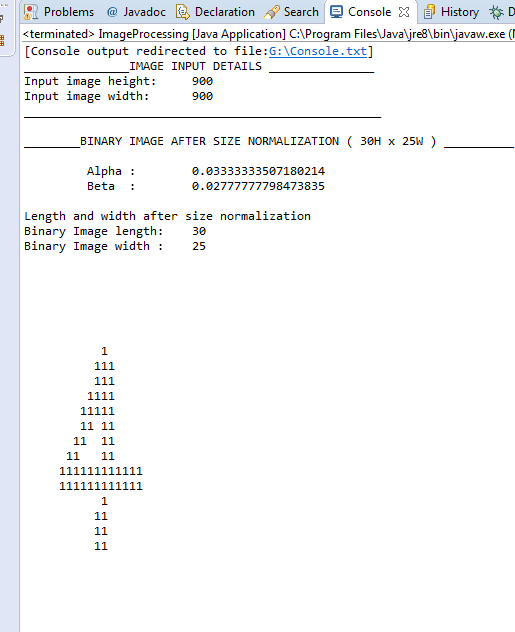 Problems @ Javadoc Declaration Search Console History D
<terminated> ImageProcessing [Java Application] C:\Program Files\Java\jre8\bin\javaw.exe (
[Console output redirected to file:G:\Console.txt]
_______________IMAGE INPUT DETAILS _______________
Input image height:     900
Input image width:      900
___________________________________________________
________BINARY IMAGE AFTER SIZE NORMALIZATION ( 30H x 25W ) __________
Alpha :        0.03333333507180214
Beta  :        0.02777777798473835
Length and width after size normalization
Binary Image length:    30
Binary Image width :    25
           1
          111
          111
         1111
        11111
        11 11
       11  11
      11   11
     111111111111
     111111111111
           1
          11
          11
          11